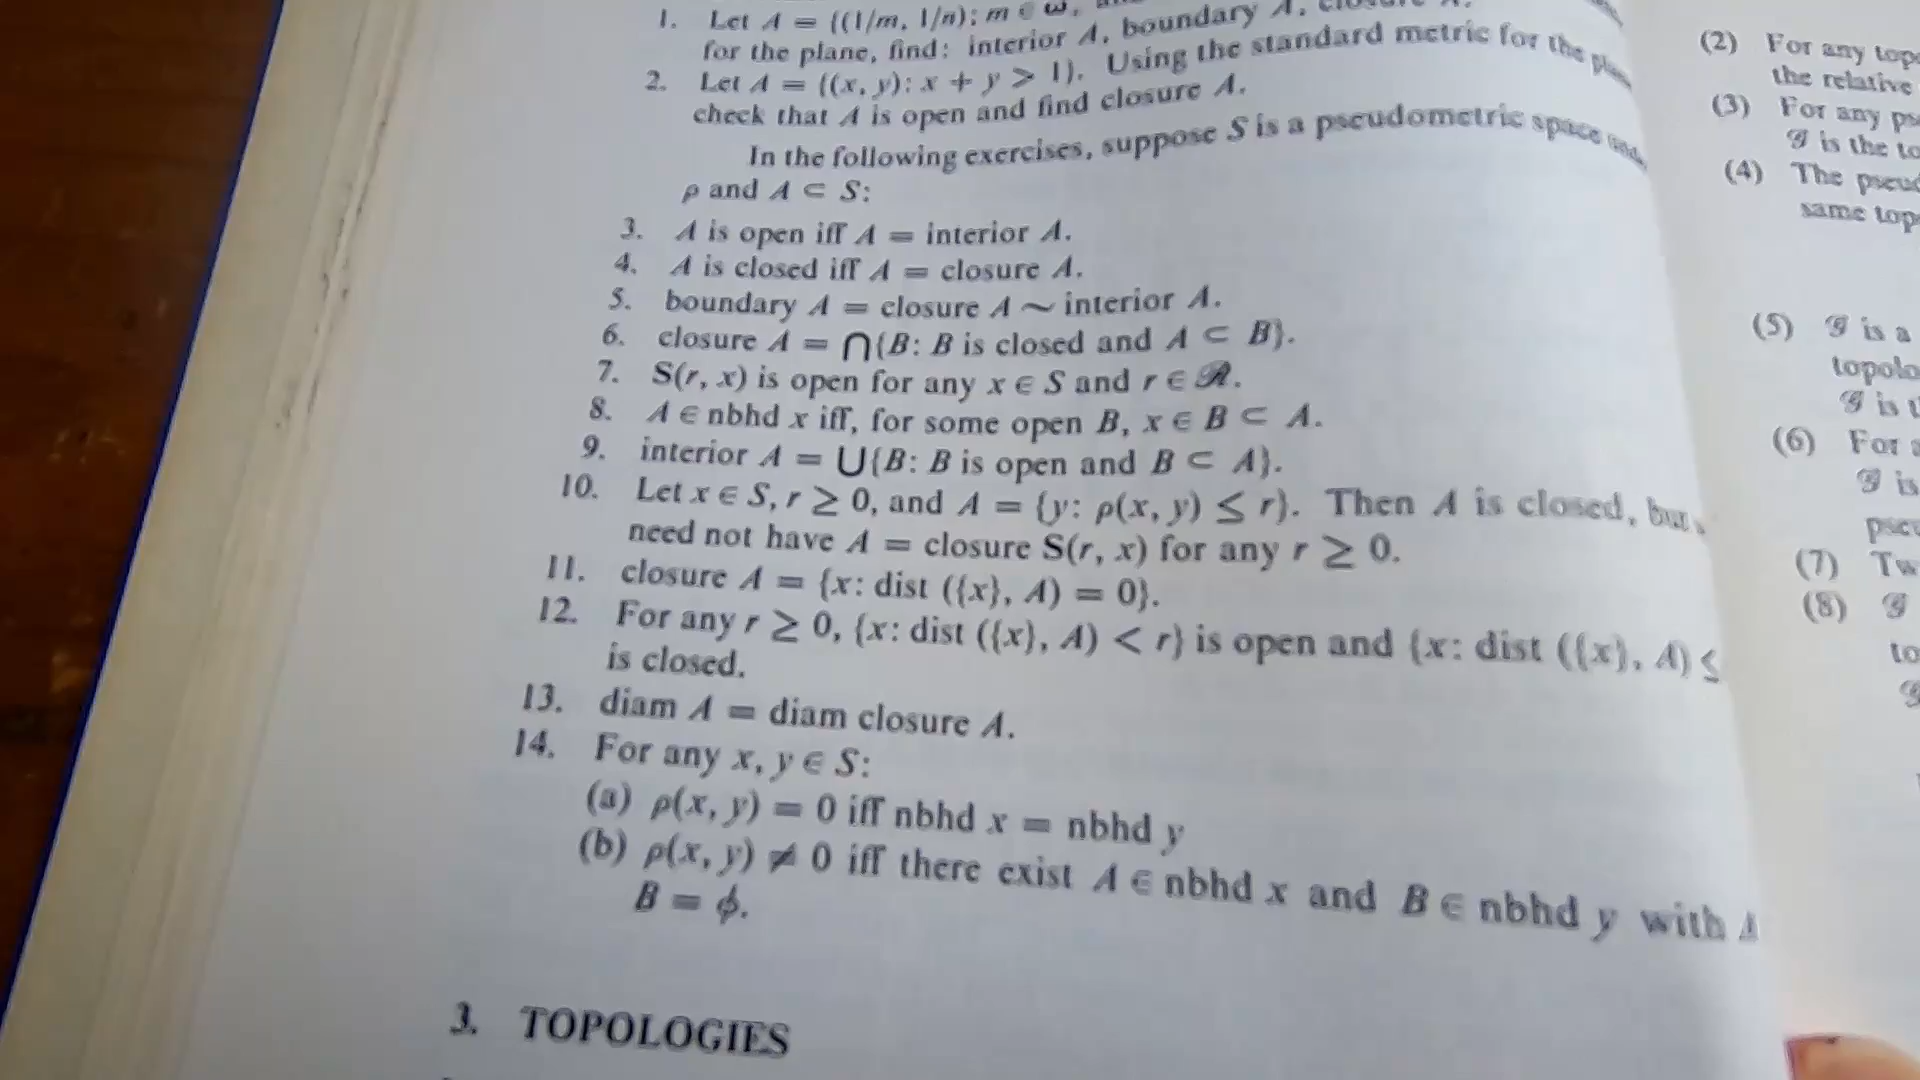 1. Let A = {(1/m, 1/n): m ∈ ω,
for the plane, find: interior A, boundary A, closure A.
2. Let A = {(x, y): x + y > 1}. Using the standard metric for the plane
check that A is open and find closure A.
In the following exercises, suppose S is a pseudometric space
ρ and A ⊂ S:
3. A is open iff A = interior A.
4. A is closed iff A = closure A.
5. boundary A = closure A ~ interior A.
6. closure A = ⋂{B: B is closed and A ⊂ B}.
7. S(r, x) is open for any x ∈ S and r ∈ ℛ.
8. A ∈ nbhd x iff, for some open B, x ∈ B ⊂ A.
9. interior A = ⋃{B: B is open and B ⊂ A}.
10. Let x ∈ S, r ≥ 0, and A = {y: ρ(x, y) ≤ r}. Then A is closed, but
need not have A = closure S(r, x) for any r ≥ 0.
11. closure A = {x: dist ({x}, A) = 0}.
12. For any r ≥ 0, {x: dist ({x}, A) < r} is open and {x: dist ({x}, A) ≤
is closed.
13. diam A = diam closure A.
14. For any x, y ∈ S:
(a) ρ(x, y) = 0 iff nbhd x = nbhd y
(b) ρ(x, y) ≠ 0 iff there exist A ∈ nbhd x and B ∈ nbhd y with A
B = ϕ.
3. TOPOLOGIES
(2) For any
the relative
(3) For any
𝒢 is the
(4) The
same
(5) 𝒢 is a
𝒢 is
(6) For
𝒢 is
(7)
(8) 𝒢